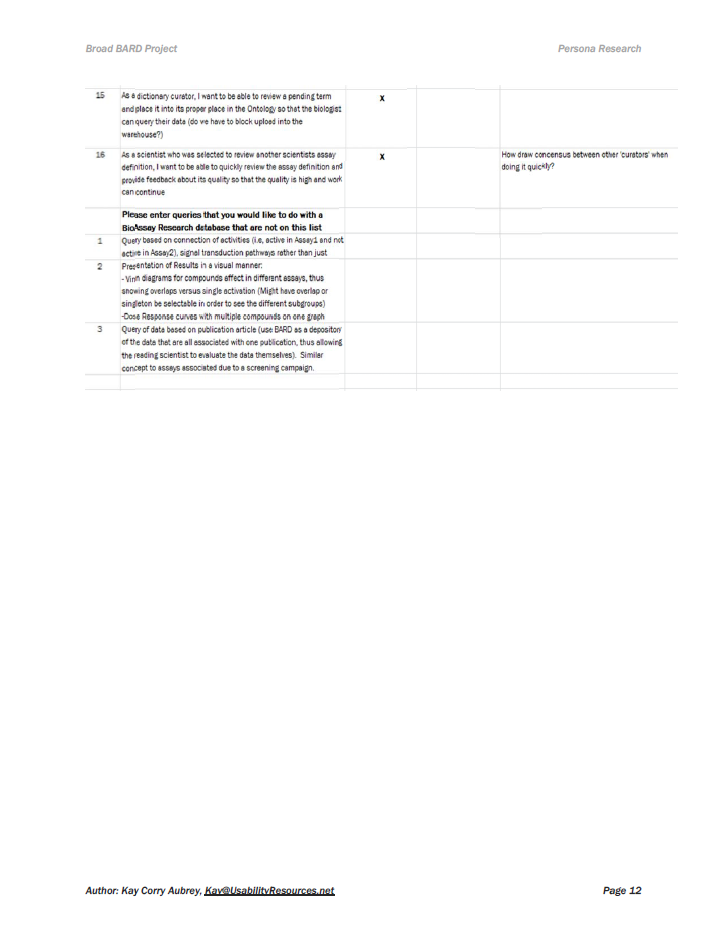 Broad BARD Project Persona Research
15 As a dictionary curator, I want to be able to review a pending term x
and place it into its proper place in the Ontology so that the biologist
can query their data (do we have to block upload into the
warehouse?)
16 As a scientist who was selected to review another scientists assay x How draw concensus between other 'curators' when
definition, I want to be able to quickly review the assay definition and doing it quickly?
provide feedback about its quality so that the quality is high and work
can continue
Please enter queries that you would like to do with a
BioAssay Research database that are not on this list
1 Query based on connection of activities (i.e, active in Assay1 and not
active in Assay2), signal transduction pathways rather than just
2 Presentation of Results in a visual manner:
- Vinn diagrams for compounds affect in different assays, thus
showing overlaps versus single activation (Might have overlap or
singleton be selectable in order to see the different subgroups)
-Dose Response curves with multiple compounds on one graph
3 Query of data based on publication article (use BARD as a depository
of the data that are all associated with one publication, thus allowing
the reading scientist to evaluate the data themselves). Similar
concept to assays associated due to a screening campaign.
Author: Kay Corry Aubrey, Kay@UsabilityResources.net Page 12